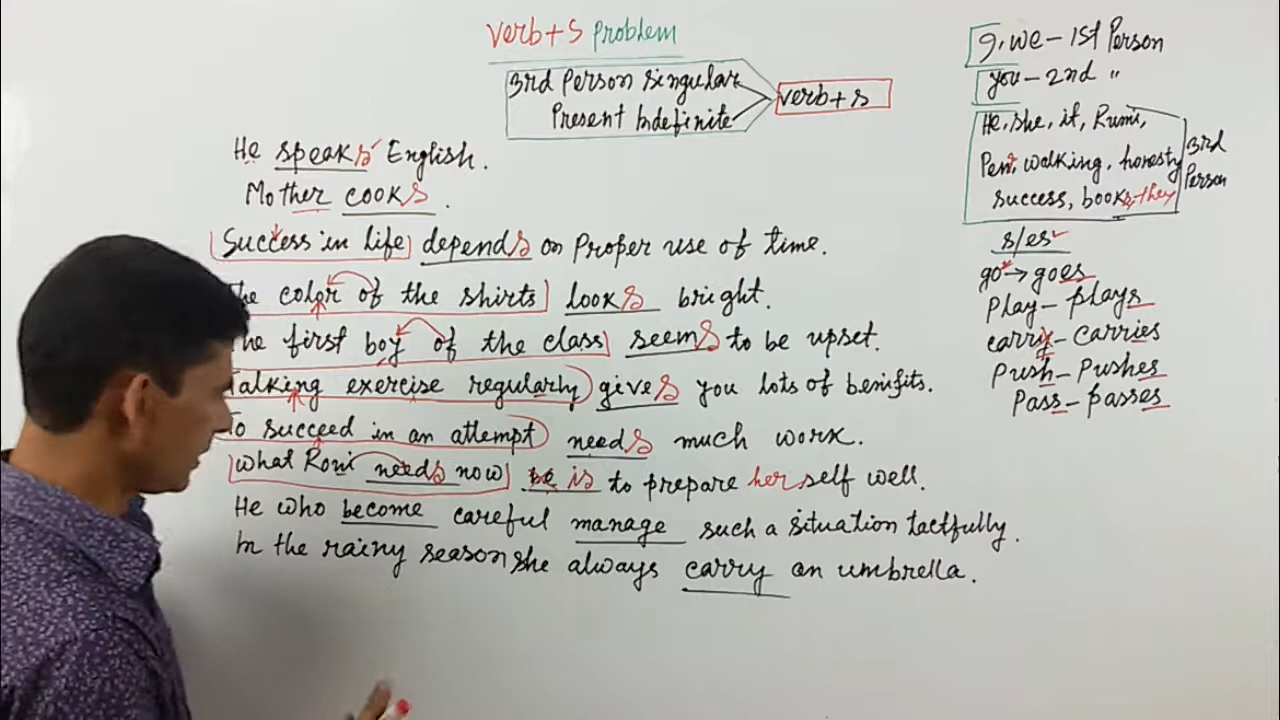 verb+s problem
3rd Person singular
Present Indefinite
verb+s
He speaks English.
Mother cooks.
Success in life depends on proper use of time.
The color of the shirts looks bright.
The first boy of the class seems to be upset.
Talking exercise regularly gives you lots of benifits.
To succeed in an attempt needs much work.
What Roni needs now is to prepare herself well.
He who become careful manage such a situation tactfully.
In the rainy season she always carry an umbrella.
I, we - 1st Person
you - 2nd "
He, she, it, Rumi,
Pen, walking, honesty
success, books, they
3rd Person
s/es
go → goes
Play - plays
carry - carries
Push - Pushes
Pass - passes